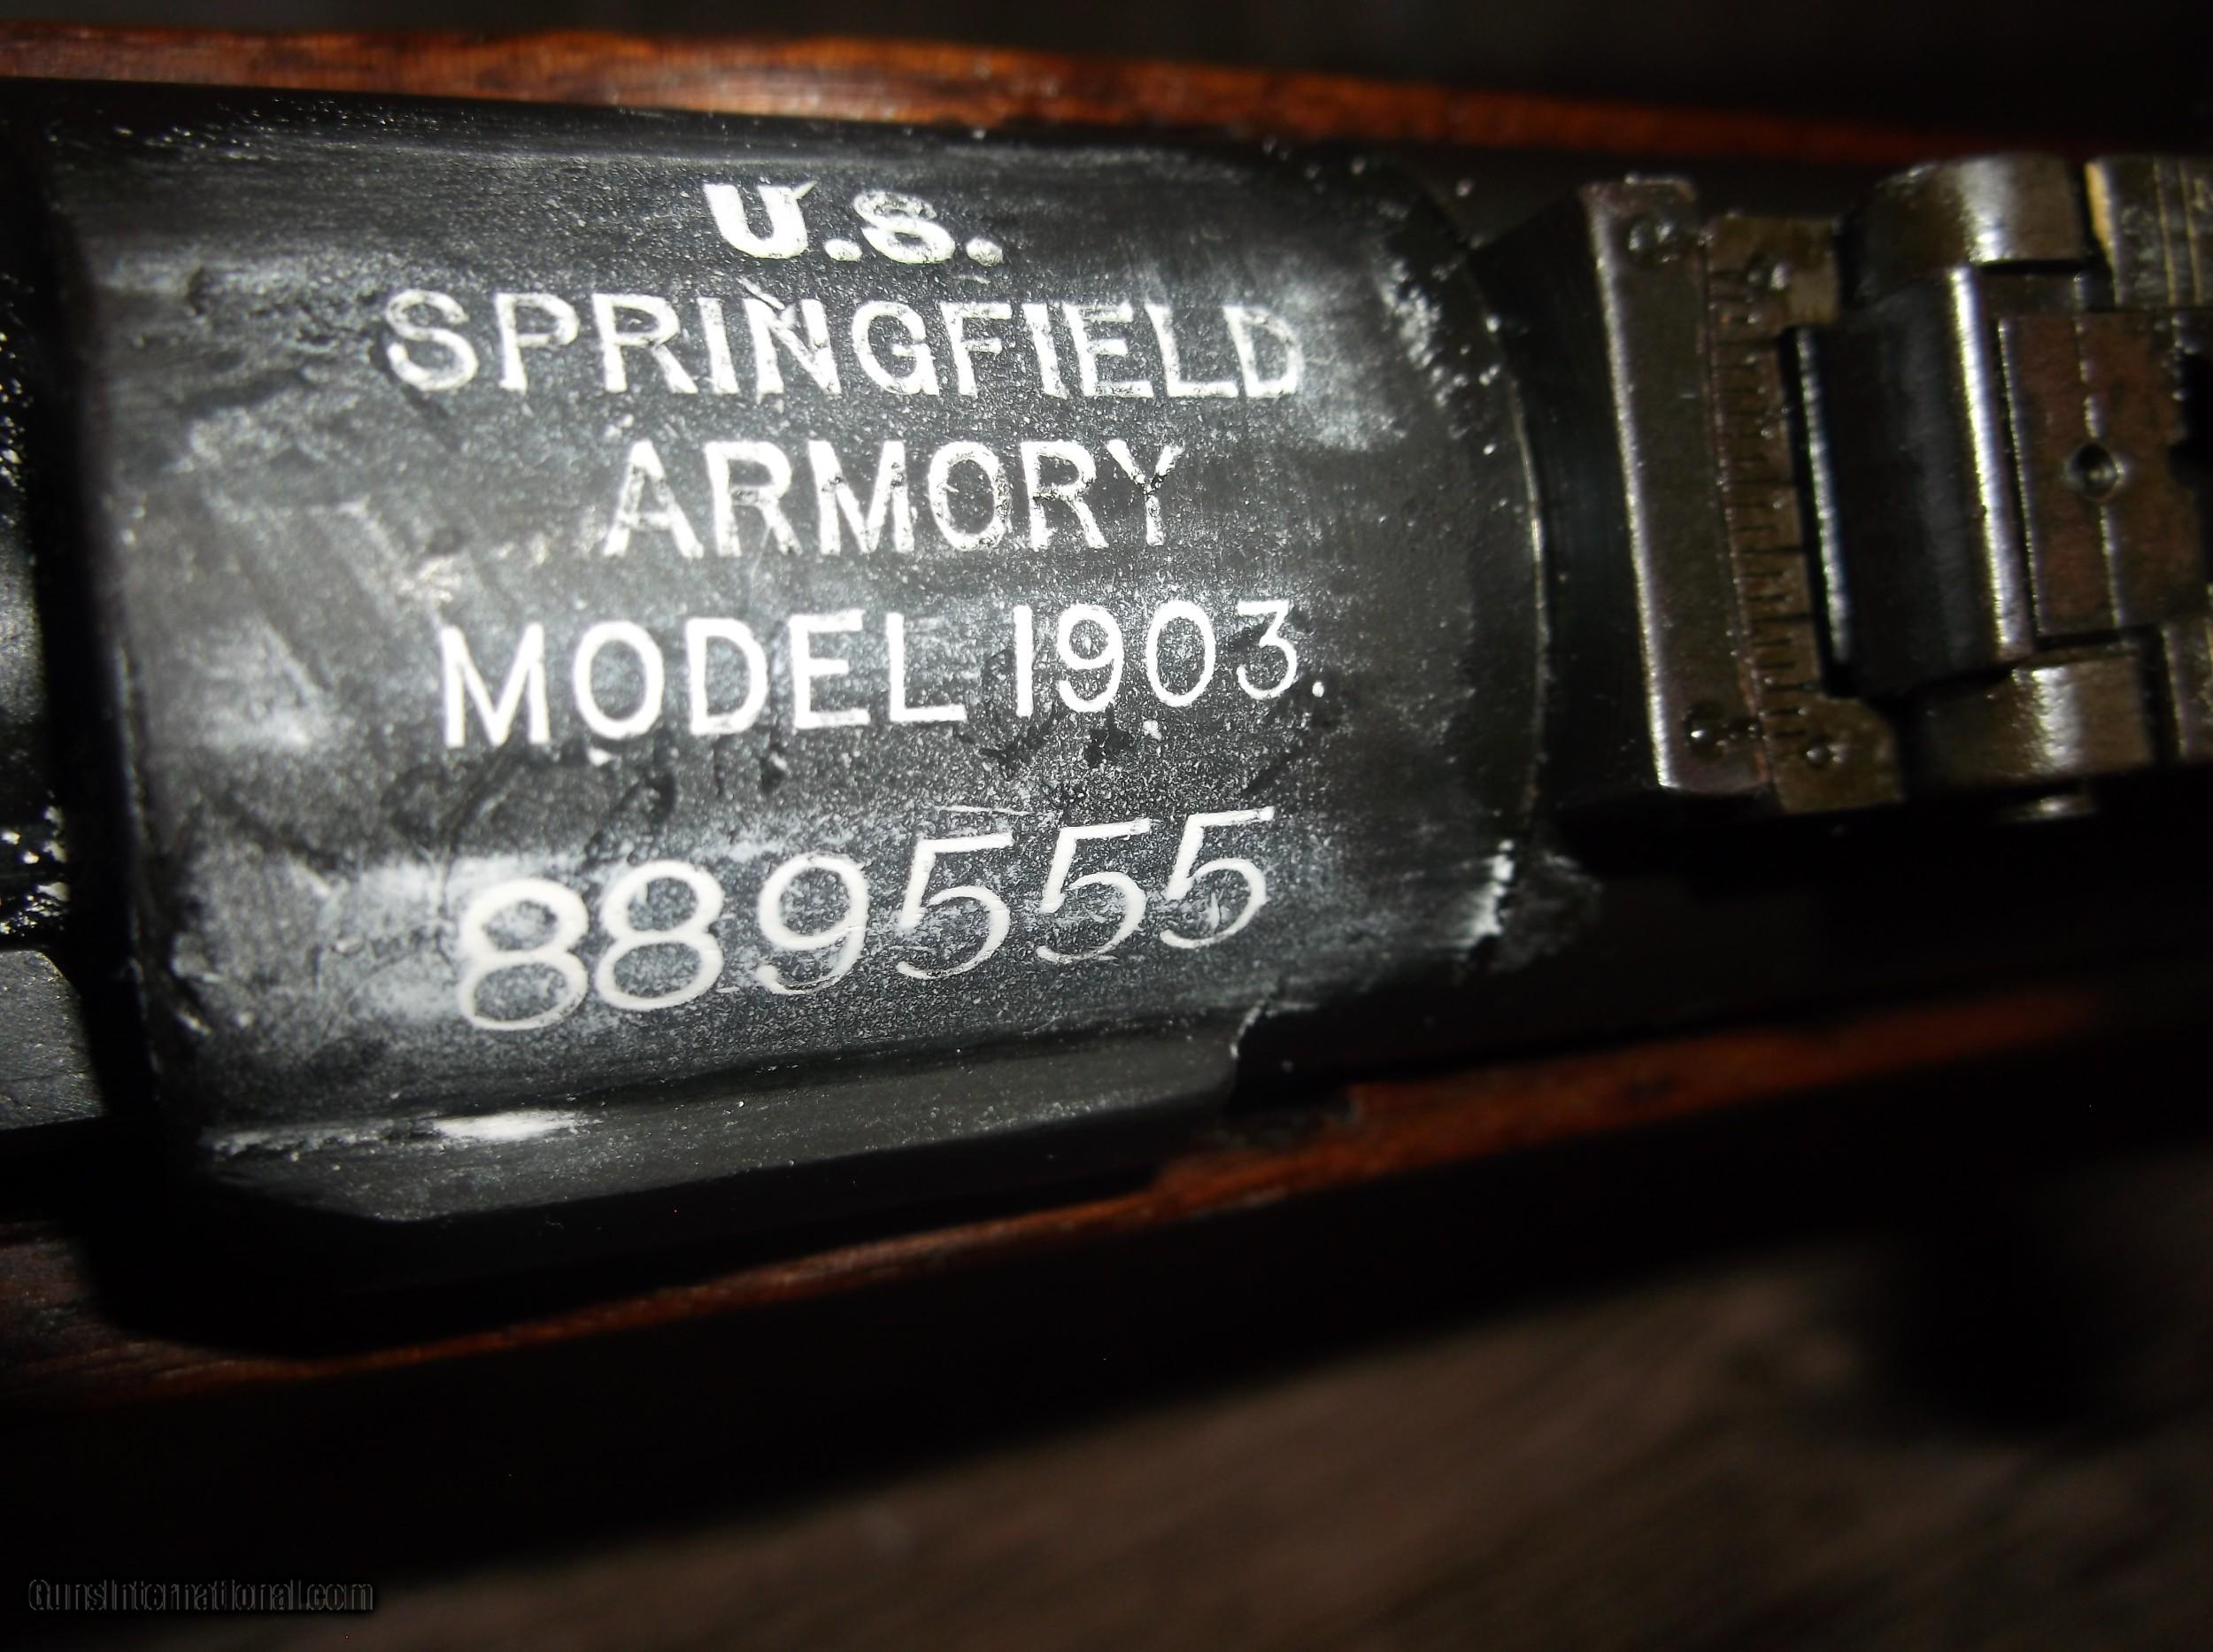 U.S.
SPRINGFIELD
ARMORY
MODEL 1903.
889555
GunsInternational.com